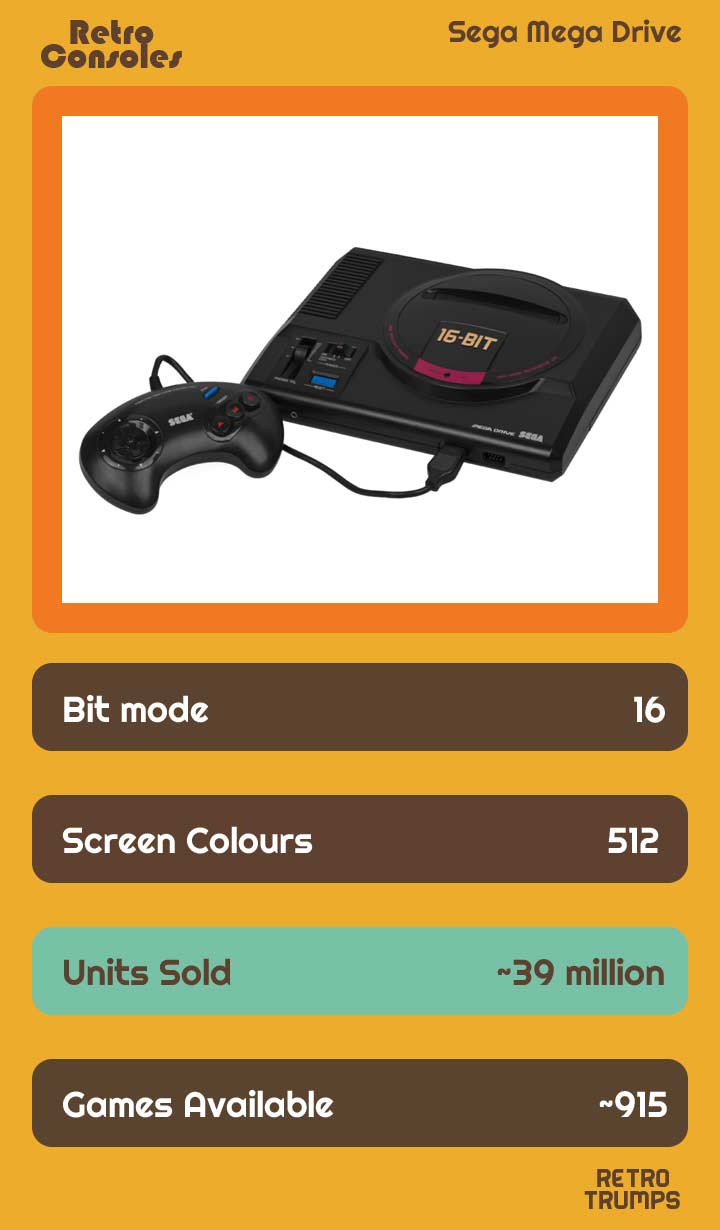 Retro
Consoles
Sega Mega Drive
16-BIT
SEGA
MEGA DRIVE SEGA
Bit mode 16
Screen Colours 512
Units Sold ~39 million
Games Available ~915
RETRO
TRUMPS